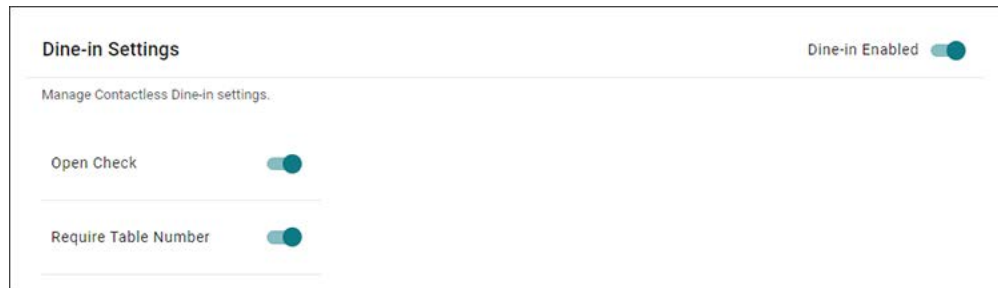 Dine-in Settings
Dine-in Enabled
Manage Contactless Dine-in settings.
Open Check
Require Table Number